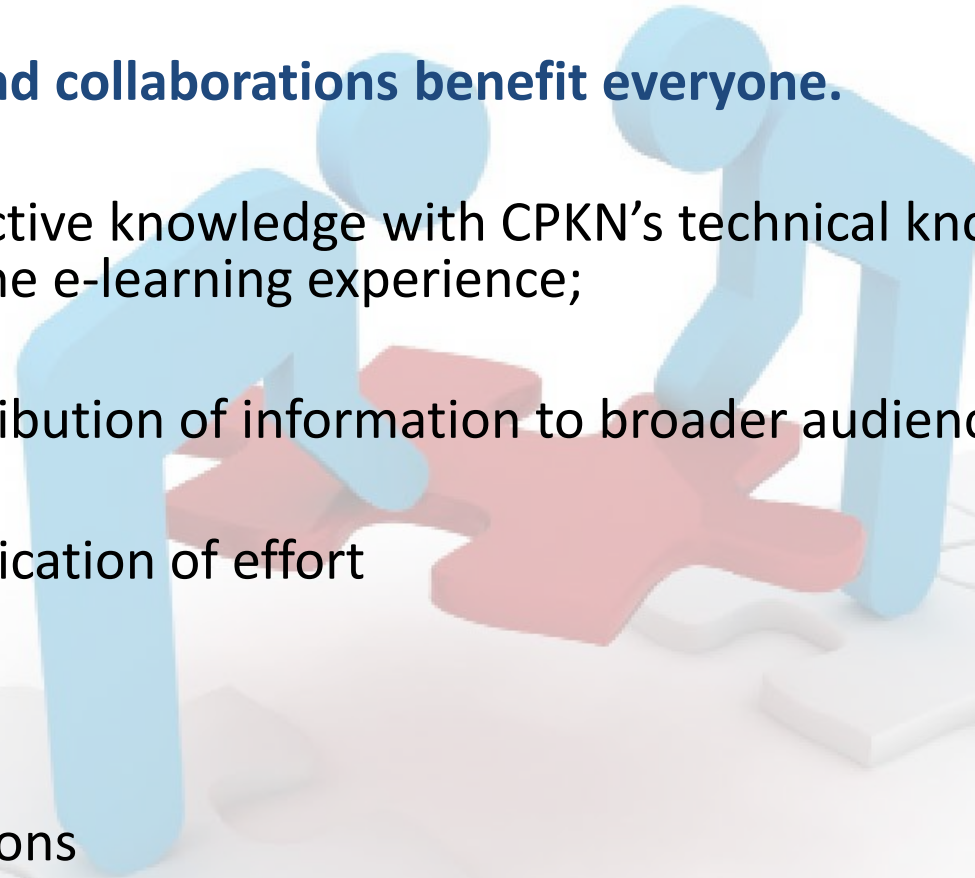 nd collaborations benefit everyone.
ctive knowledge with CPKN’s technical kno
ne e-learning experience;
ibution of information to broader audienc
ication of effort
ons